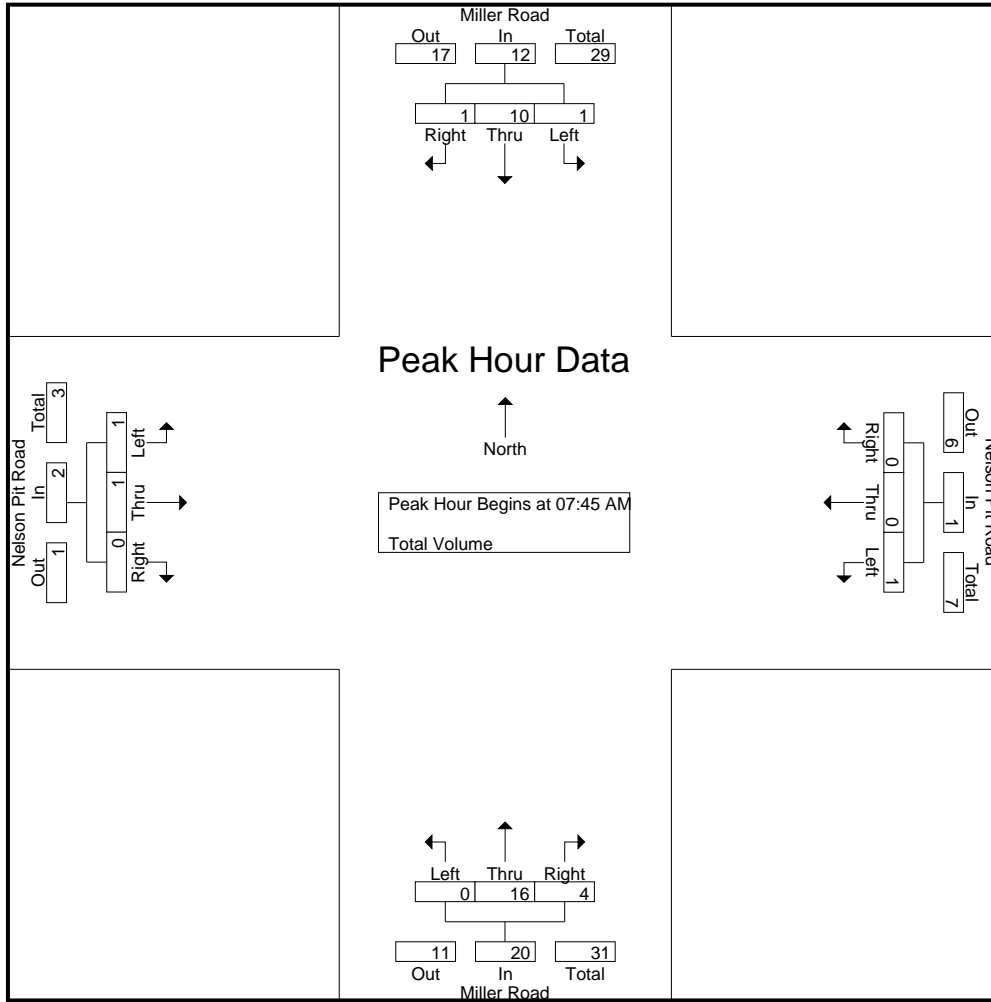 Miller Road
Out In Total
17 12 29
1 10 1
Right Thru Left
Peak Hour Data
North
Peak Hour Begins at 07:45 AM
Total Volume
Nelson Pit Road
Total In Out
3 2 1
1 1 0
Left Thru Right
Nelson Pit Road
Out In Total
6 1 7
0 0 1
Right Thru Left
Left Thru Right
0 16 4
11 20 31
Out In Total
Miller Road